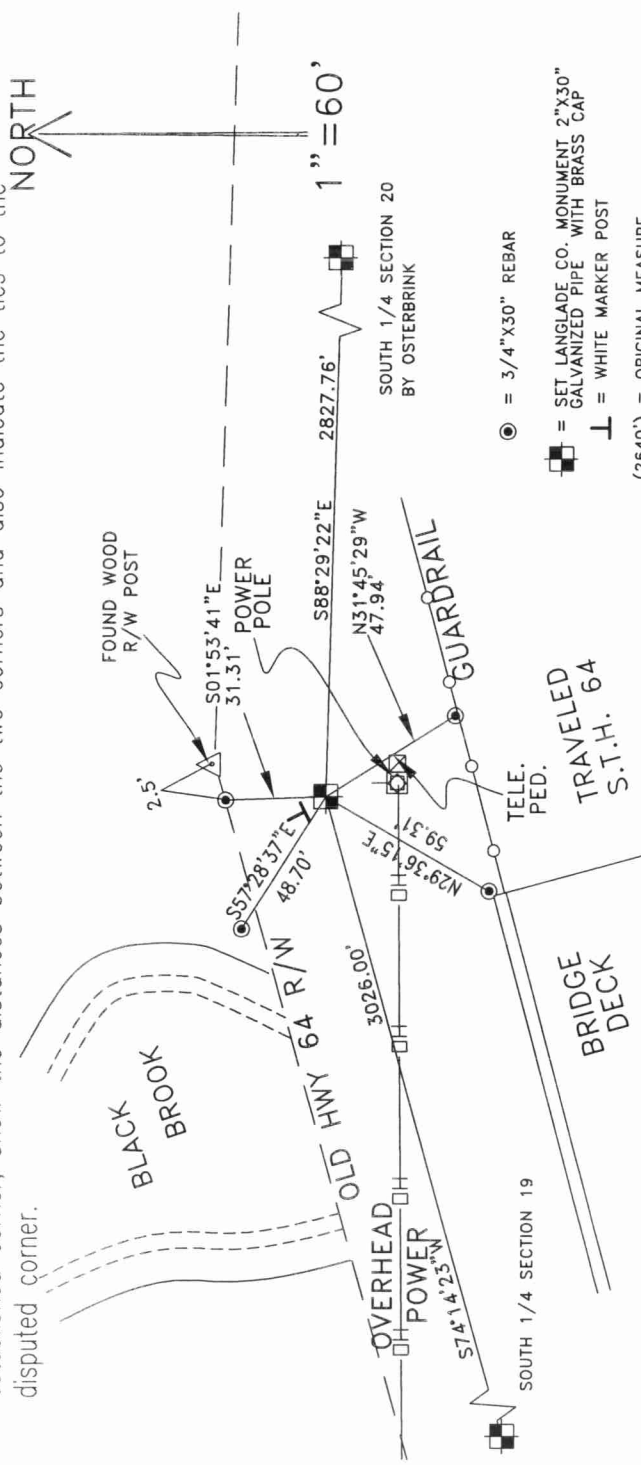 disputed corner.
NORTH
1"=60'
FOUND WOOD
R/W POST
2.5'
S01°53'41"E
31.31'
POWER
POLE
S57°28'37"E
48.70'
S88°29'22"E
2827.76'
SOUTH 1/4 SECTION 20
BY OSTERBRINK
N31°45'29"W
47.94'
N29°36'15"E
59.31'
TELE.
PED.
GUARDRAIL
TRAVELED
S.T.H. 64
BRIDGE
DECK
BLACK
BROOK
OLD HWY 64 R/W
OVERHEAD
POWER
3026.00'
S74°14'23"W
SOUTH 1/4 SECTION 19
= 3/4"X30" REBAR
= SET LANGLADE CO. MONUMENT 2"X30"
GALVANIZED PIPE WITH BRASS CAP
= WHITE MARKER POST
(2640') - ORIGINAL MEASURE